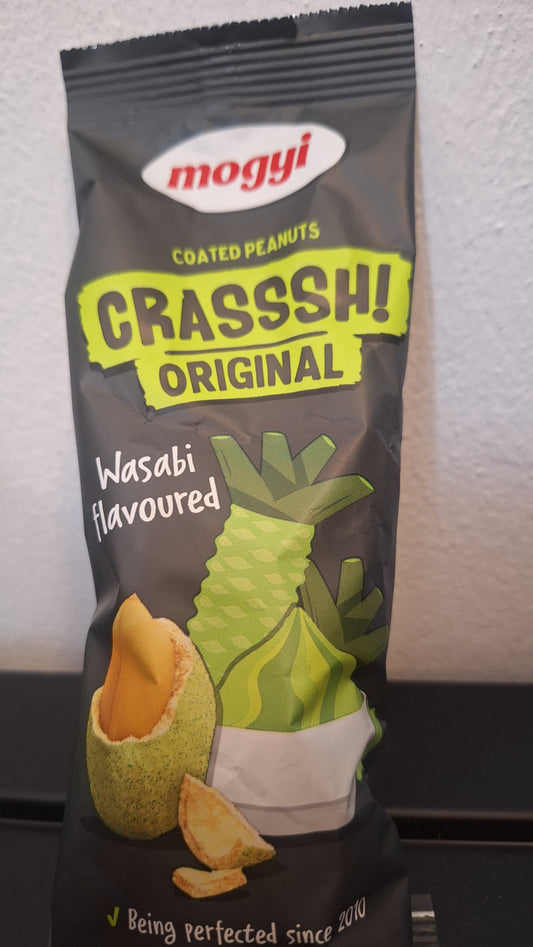 mogyi
COATED PEANUTS
CRASSSH!
ORIGINAL
Wasabi
flavoured
√ Being perfected since 2010